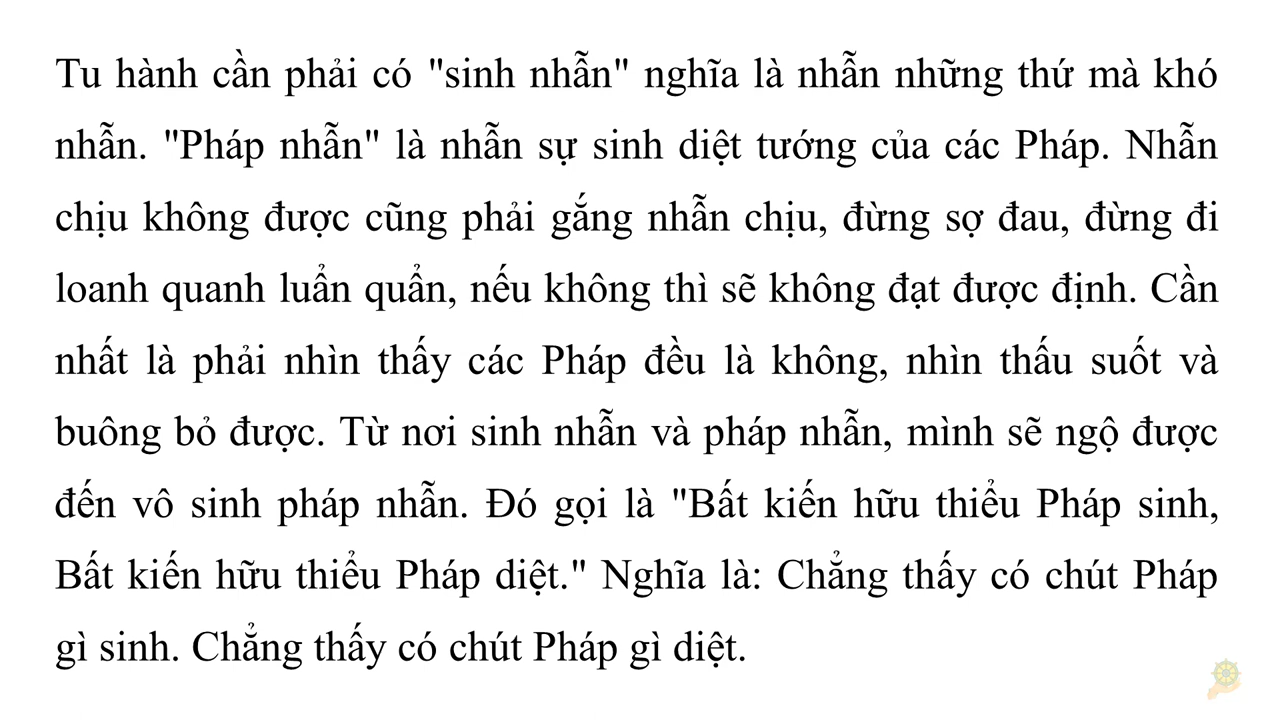 Tu hành cần phải có "sinh nhẫn" nghĩa là nhẫn những thứ mà khó
nhẫn. "Pháp nhẫn" là nhẫn sự sinh diệt tướng của các Pháp. Nhẫn
chịu không được cũng phải gắng nhẫn chịu, đừng sợ đau, đừng đi
loanh quanh luẩn quẩn, nếu không thì sẽ không đạt được định. Cần
nhất là phải nhìn thấy các Pháp đều là không, nhìn thấu suốt và
buông bỏ được. Từ nơi sinh nhẫn và pháp nhẫn, mình sẽ ngộ được
đến vô sinh pháp nhẫn. Đó gọi là "Bất kiến hữu thiểu Pháp sinh,
Bất kiến hữu thiểu Pháp diệt." Nghĩa là: Chẳng thấy có chút Pháp
gì sinh. Chẳng thấy có chút Pháp gì diệt.